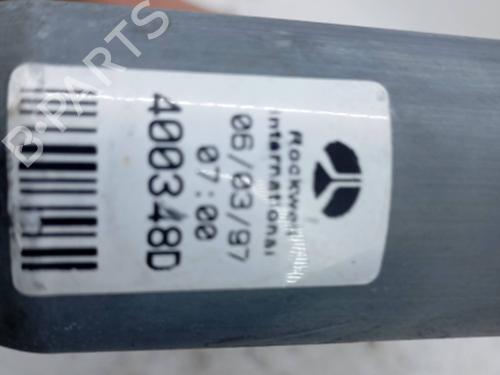 Rockwell
International
06/03/97
07:00
400348D
B-PARTS